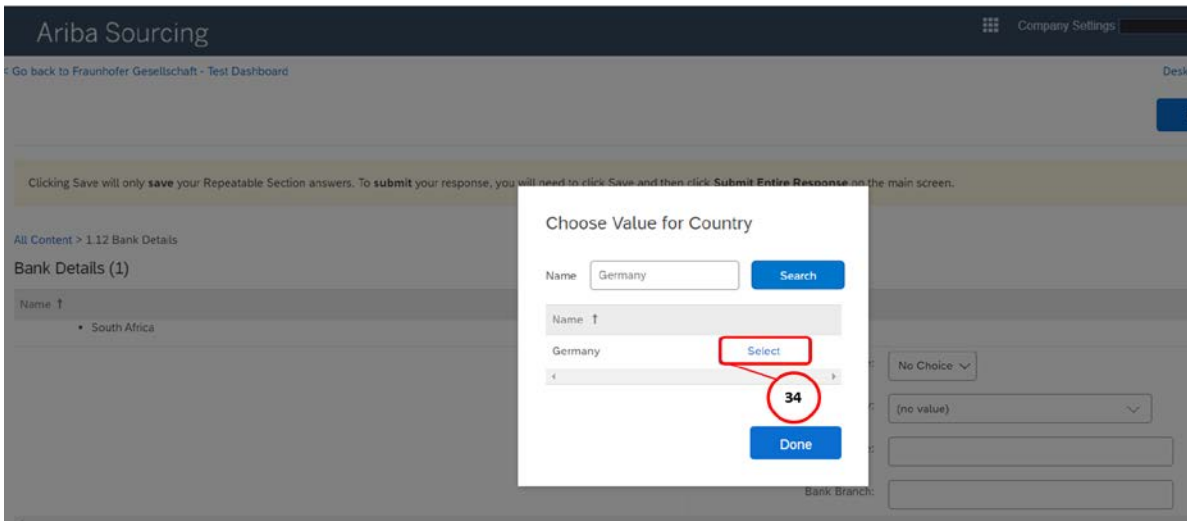 Ariba Sourcing
Company Settings
< Go back to Fraunhofer Gesellschaft - Test Dashboard
Desk
Clicking Save will only save your Repeatable Section answers. To submit your response, you will need to click Save and then click Submit Entire Response on the main screen.
All Content > 1.12 Bank Details
Bank Details (1)
Name ↑
• South Africa
Choose Value for Country
Name Germany Search
Name ↑
Germany Select
34
Done
No Choice
(no value)
Bank Branch: